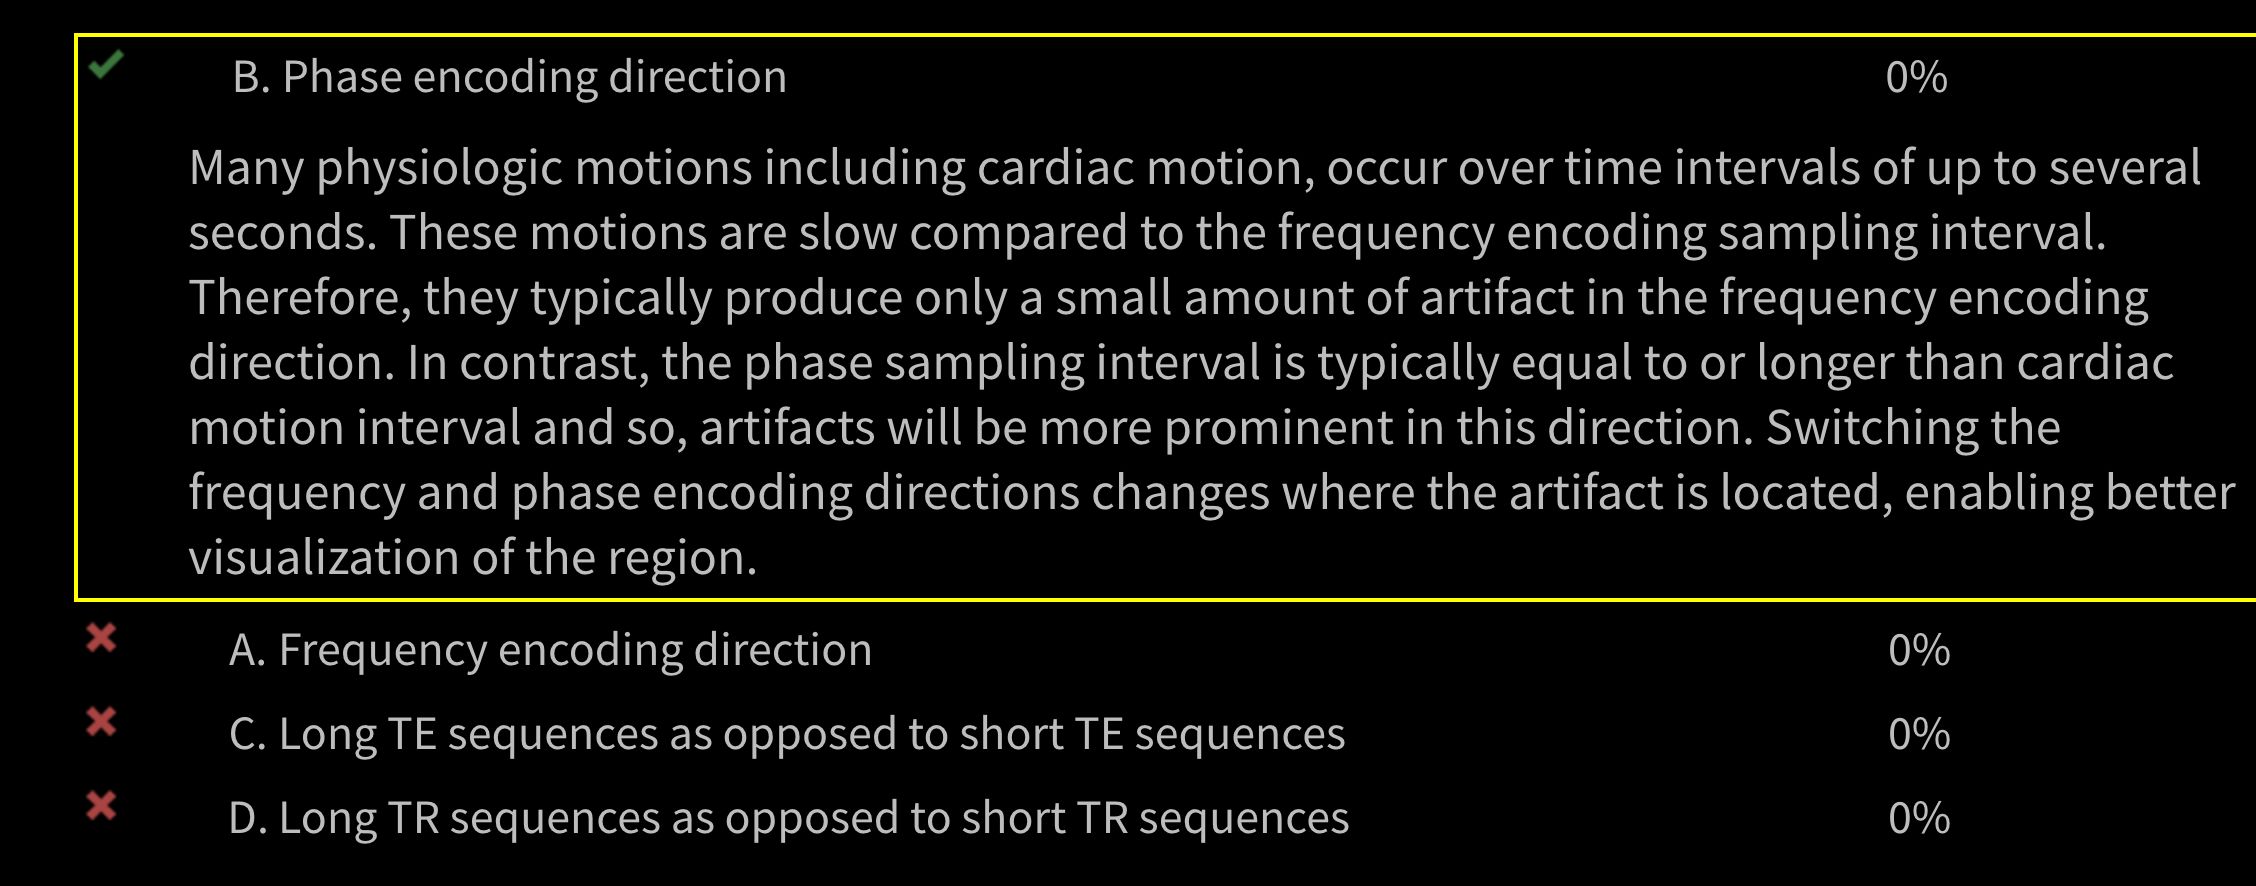 B. Phase encoding direction 0%
Many physiologic motions including cardiac motion, occur over time intervals of up to several
seconds. These motions are slow compared to the frequency encoding sampling interval.
Therefore, they typically produce only a small amount of artifact in the frequency encoding
direction. In contrast, the phase sampling interval is typically equal to or longer than cardiac
motion interval and so, artifacts will be more prominent in this direction. Switching the
frequency and phase encoding directions changes where the artifact is located, enabling better
visualization of the region.
A. Frequency encoding direction 0%
C. Long TE sequences as opposed to short TE sequences 0%
D. Long TR sequences as opposed to short TR sequences 0%